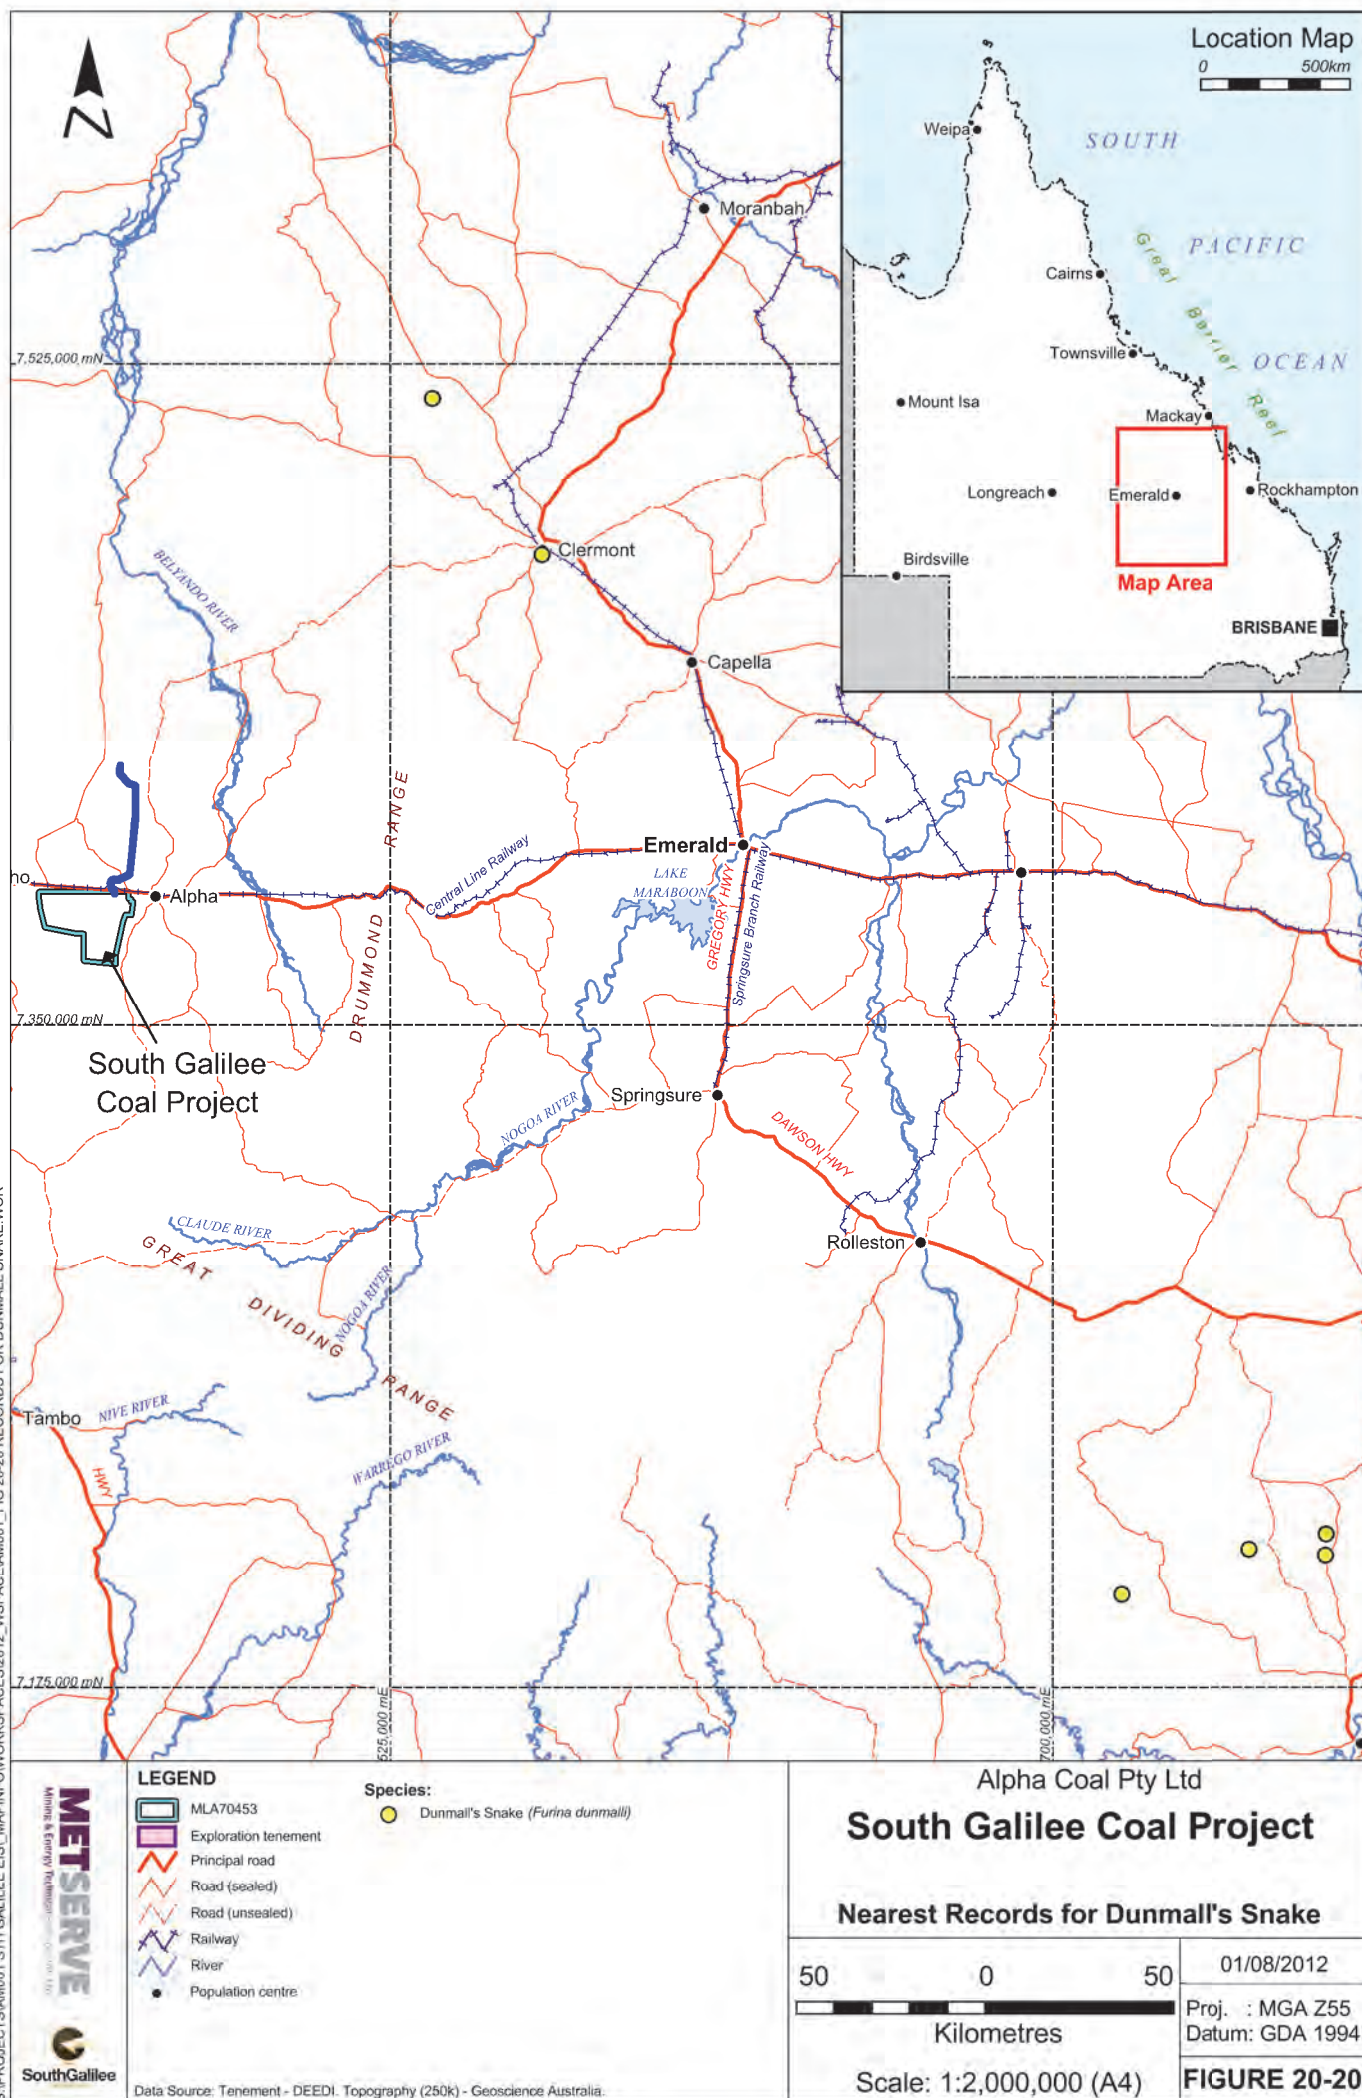 Location Map
0 500km
Weipa
SOUTH
PACIFIC
OCEAN
Great Barrier Reef
Cairns
Townsville
Mount Isa
Mackay
Longreach
Emerald
Rockhampton
Birdsville
Map Area
BRISBANE
N
Moranbah
7,525,000 mN
Clermont
BELYANDO RIVER
Capella
DRUMMOND RANGE
Central Line Railway
Emerald
LAKE
MARABOON
GREGORY HWY
Springsure Branch Railway
ho
Alpha
7,350,000 mN
South Galilee
Coal Project
Springsure
NOGOA RIVER
DAWSON HWY
CLAUDE RIVER
Rolleston
GREAT DIVIDING RANGE
NOGOA RIVER
Tambo
NIVE RIVER
WARREGO RIVER
HWY
7,175,000 mN
525,000 mE
700,000 mE
METSERVE
SouthGalilee
LEGEND
MLA70453
Exploration tenement
Principal road
Road (sealed)
Road (unsealed)
Railway
River
Population centre
Species:
Dunmall's Snake (Furina dunmalli)
Data Source: Tenement - DEEDI. Topography (250k) - Geoscience Australia.
Alpha Coal Pty Ltd
South Galilee Coal Project
Nearest Records for Dunmall's Snake
50 0 50
Kilometres
Scale: 1:2,000,000 (A4)
01/08/2012
Proj. : MGA Z55
Datum: GDA 1994
FIGURE 20-20